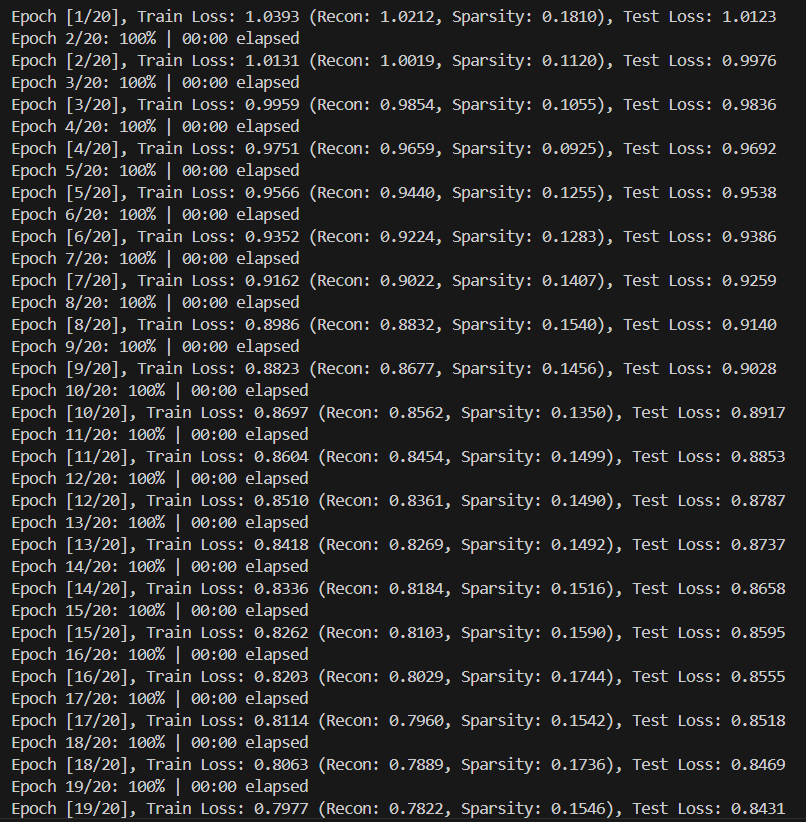 Epoch [1/20], Train Loss: 1.0393 (Recon: 1.0212, Sparsity: 0.1810), Test Loss: 1.0123
Epoch 2/20: 100% | 00:00 elapsed
Epoch [2/20], Train Loss: 1.0131 (Recon: 1.0019, Sparsity: 0.1120), Test Loss: 0.9976
Epoch 3/20: 100% | 00:00 elapsed
Epoch [3/20], Train Loss: 0.9959 (Recon: 0.9854, Sparsity: 0.1055), Test Loss: 0.9836
Epoch 4/20: 100% | 00:00 elapsed
Epoch [4/20], Train Loss: 0.9751 (Recon: 0.9659, Sparsity: 0.0925), Test Loss: 0.9692
Epoch 5/20: 100% | 00:00 elapsed
Epoch [5/20], Train Loss: 0.9566 (Recon: 0.9440, Sparsity: 0.1255), Test Loss: 0.9538
Epoch 6/20: 100% | 00:00 elapsed
Epoch [6/20], Train Loss: 0.9352 (Recon: 0.9224, Sparsity: 0.1283), Test Loss: 0.9386
Epoch 7/20: 100% | 00:00 elapsed
Epoch [7/20], Train Loss: 0.9162 (Recon: 0.9022, Sparsity: 0.1407), Test Loss: 0.9259
Epoch 8/20: 100% | 00:00 elapsed
Epoch [8/20], Train Loss: 0.8986 (Recon: 0.8832, Sparsity: 0.1540), Test Loss: 0.9140
Epoch 9/20: 100% | 00:00 elapsed
Epoch [9/20], Train Loss: 0.8823 (Recon: 0.8677, Sparsity: 0.1456), Test Loss: 0.9028
Epoch 10/20: 100% | 00:00 elapsed
Epoch [10/20], Train Loss: 0.8697 (Recon: 0.8562, Sparsity: 0.1350), Test Loss: 0.8917
Epoch 11/20: 100% | 00:00 elapsed
Epoch [11/20], Train Loss: 0.8604 (Recon: 0.8454, Sparsity: 0.1499), Test Loss: 0.8853
Epoch 12/20: 100% | 00:00 elapsed
Epoch [12/20], Train Loss: 0.8510 (Recon: 0.8361, Sparsity: 0.1490), Test Loss: 0.8787
Epoch 13/20: 100% | 00:00 elapsed
Epoch [13/20], Train Loss: 0.8418 (Recon: 0.8269, Sparsity: 0.1492), Test Loss: 0.8737
Epoch 14/20: 100% | 00:00 elapsed
Epoch [14/20], Train Loss: 0.8336 (Recon: 0.8184, Sparsity: 0.1516), Test Loss: 0.8658
Epoch 15/20: 100% | 00:00 elapsed
Epoch [15/20], Train Loss: 0.8262 (Recon: 0.8103, Sparsity: 0.1590), Test Loss: 0.8595
Epoch 16/20: 100% | 00:00 elapsed
Epoch [16/20], Train Loss: 0.8203 (Recon: 0.8029, Sparsity: 0.1744), Test Loss: 0.8555
Epoch 17/20: 100% | 00:00 elapsed
Epoch [17/20], Train Loss: 0.8114 (Recon: 0.7960, Sparsity: 0.1542), Test Loss: 0.8518
Epoch 18/20: 100% | 00:00 elapsed
Epoch [18/20], Train Loss: 0.8063 (Recon: 0.7889, Sparsity: 0.1736), Test Loss: 0.8469
Epoch 19/20: 100% | 00:00 elapsed
Epoch [19/20], Train Loss: 0.7977 (Recon: 0.7822, Sparsity: 0.1546), Test Loss: 0.8431